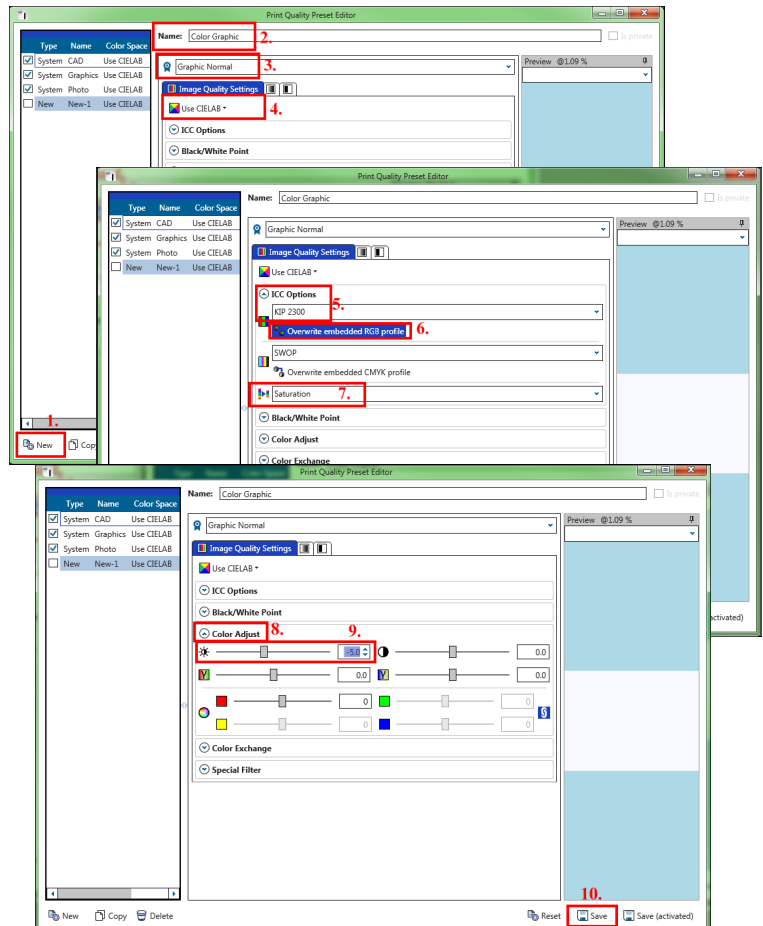 Print Quality Preset Editor
Name: Color Graphic 2. Is private
Type Name Color Space
System CAD Use CIELAB
System Graphics Use CIELAB
System Photo Use CIELAB
New New-1 Use CIELAB
Graphic Normal 3.
Preview @1.09 %
Image Quality Settings
Use CIELAB 4.
ICC Options
Black/White Point
1.
New Cop
Print Quality Preset Editor
Name: Color Graphic Is private
Type Name Color Space
System CAD Use CIELAB
System Graphics Use CIELAB
System Photo Use CIELAB
New New-1 Use CIELAB
Graphic Normal
Preview @1.09 %
Image Quality Settings
Use CIELAB
ICC Options
5.
KIP 2300
Overwrite embedded RGB profile 6.
SWOP
Overwrite embedded CMYK profile
Saturation 7.
Black/White Point
Color Adjust
Color Exchange
activated)
Print Quality Preset Editor
Name: Color Graphic Is private
Type Name Color Space
System CAD Use CIELAB
System Graphics Use CIELAB
System Photo Use CIELAB
New New-1 Use CIELAB
Graphic Normal
Preview @1.09 %
Image Quality Settings
Use CIELAB
ICC Options
Black/White Point
Color Adjust 8. 9.
-5.0 0.0
0.0 0.0
0 0
0 0
Color Exchange
Special Filter
10.
New Copy Delete Reset Save Save (activated)